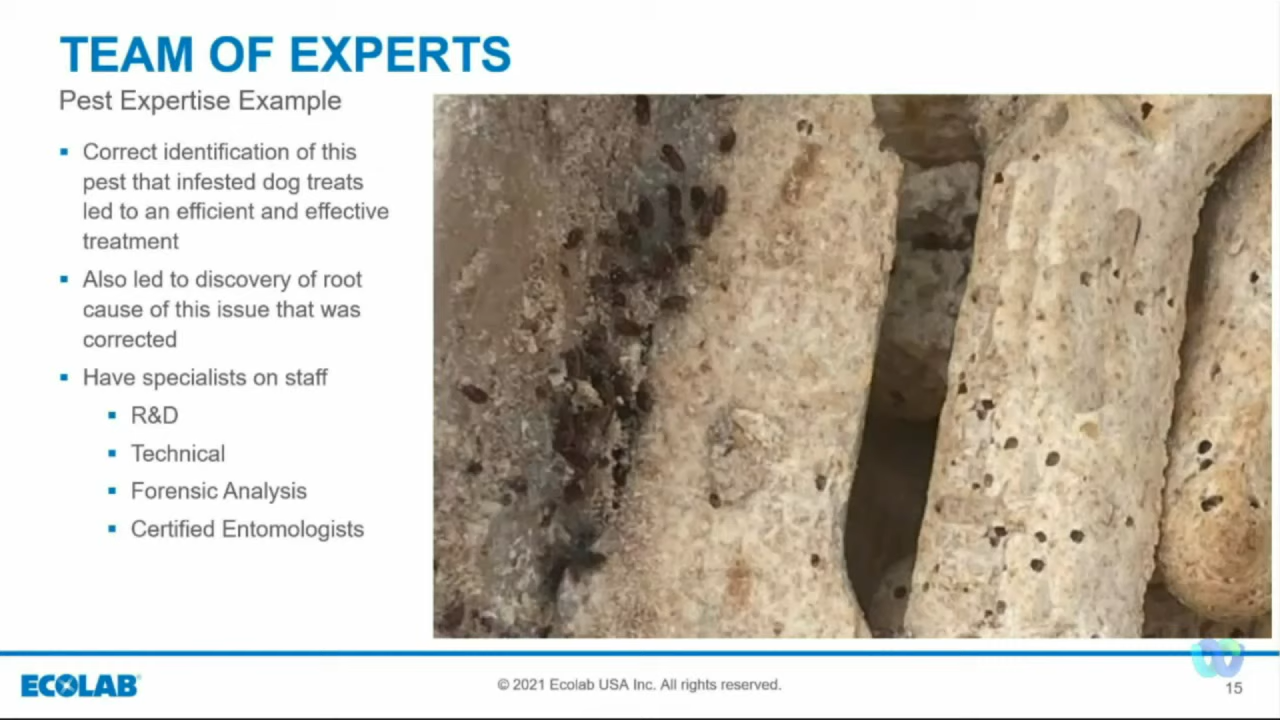 TEAM OF EXPERTS
Pest Expertise Example
Correct identification of this
pest that infested dog treats
led to an efficient and effective
treatment
Also led to discovery of root
cause of this issue that was
corrected
Have specialists on staff
R&D
Technical
Forensic Analysis
Certified Entomologists
ECOLAB
© 2021 Ecolab USA Inc. All rights reserved.
15